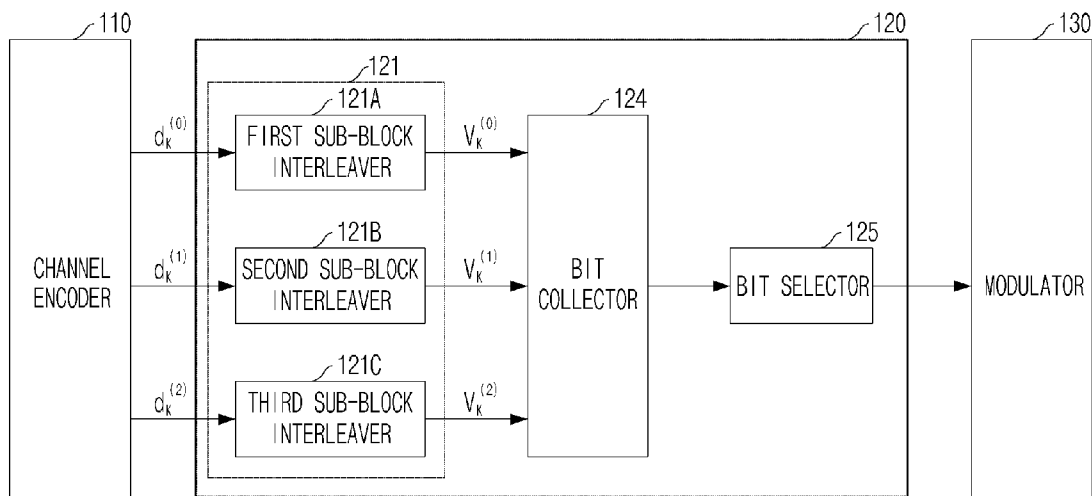 110
120
130
121
121A
124
d_K^(0)
FIRST SUB-BLOCK
INTERLEAVER
V_K^(0)
121B
125
CHANNEL
ENCODER
d_K^(1)
SECOND SUB-BLOCK
INTERLEAVER
V_K^(1)
BIT
COLLECTOR
BIT SELECTOR
MODULATOR
121C
d_K^(2)
THIRD SUB-BLOCK
INTERLEAVER
V_K^(2)